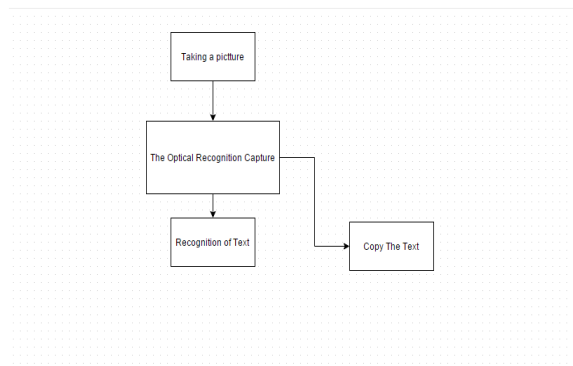 Taking a pictture
The Optical Recognition Capture
Recognition of Text
Copy The Text